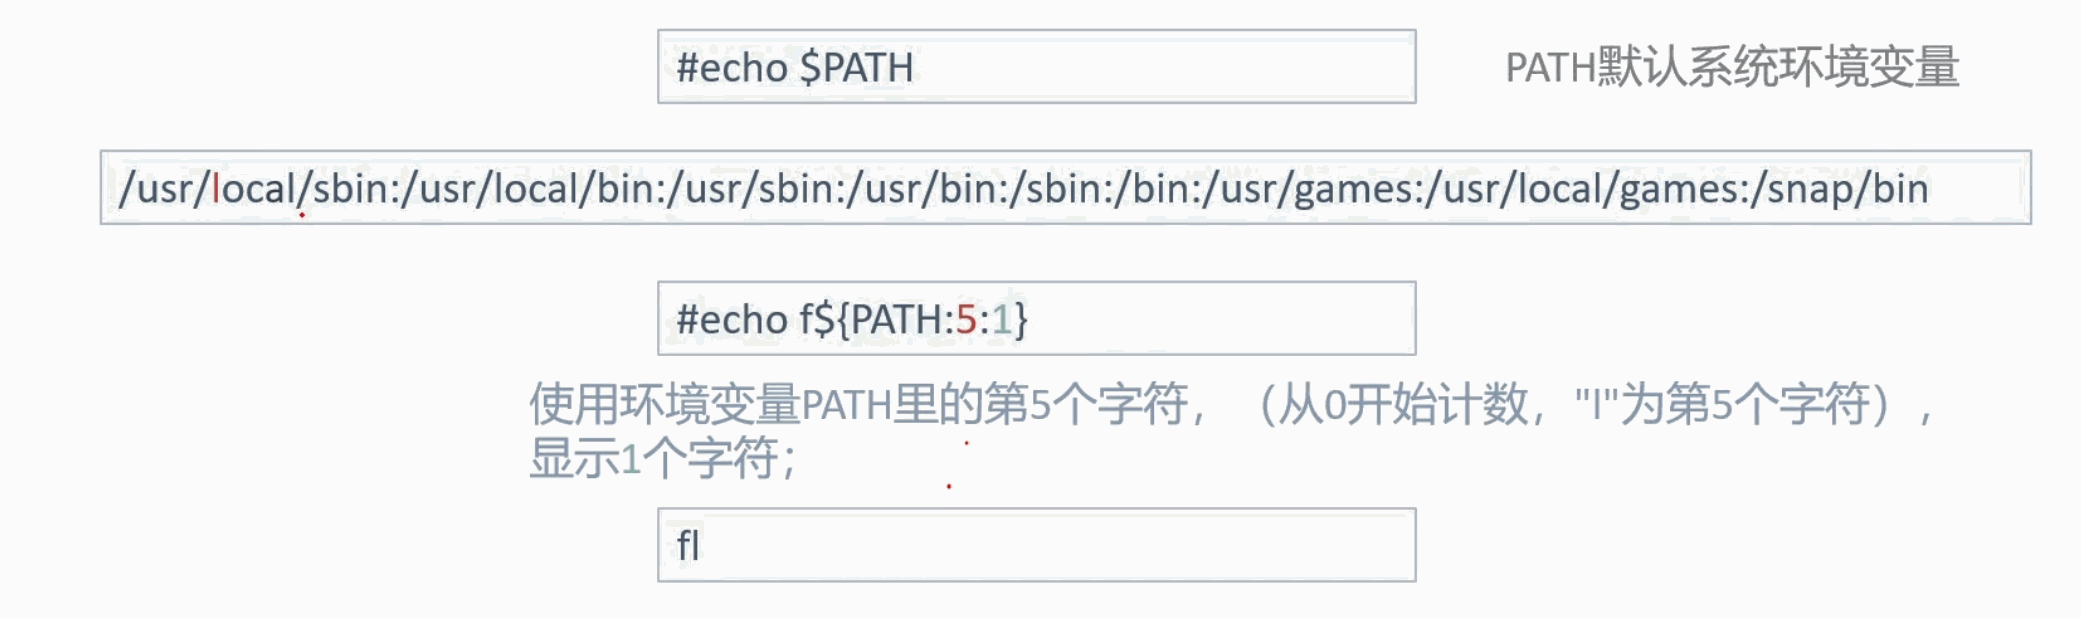 #echo $PATH
PATH默认系统环境变量
/usr/local/sbin:/usr/local/bin:/usr/sbin:/usr/bin:/sbin:/bin:/usr/games:/usr/local/games:/snap/bin
#echo f${PATH:5:1}
使用环境变量PATH里的第5个字符，（从0开始计数，"l"为第5个字符），
显示1个字符；
fl